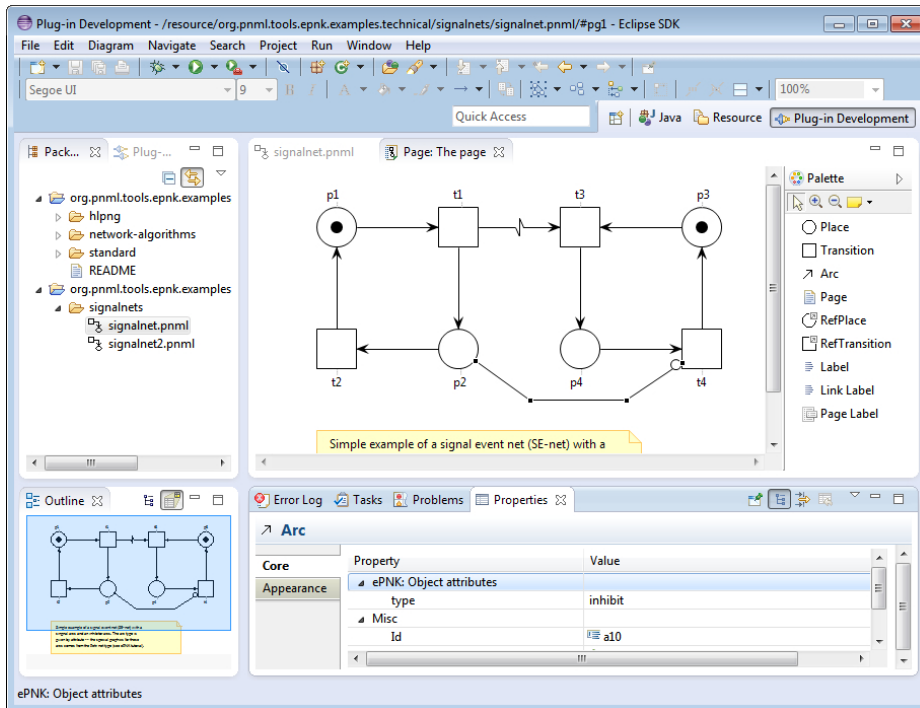 Plug-in Development - /resource/org.pnml.tools.epnk.examples.technical/signalnets/signalnet.pnml/#pg1 - Eclipse SDK
File Edit Diagram Navigate Search Project Run Window Help
Segoe UI 9 B I A 100%
Quick Access Java Resource Plug-in Development
Pack... Plug-...
org.pnml.tools.epnk.examples
hlpng
network-algorithms
standard
README
org.pnml.tools.epnk.examples
signalnets
signalnet.pnml
signalnet2.pnml
signalnet.pnml Page: The page
p1 t1 t3 p3
t2 p2 p4 t4
Simple example of a signal event net (SE-net) with a
Palette
Place
Transition
Arc
Page
RefPlace
RefTransition
Label
Link Label
Page Label
Outline
Error Log Tasks Problems Properties
Arc
Core
Appearance
Property Value
ePNK: Object attributes
type inhibit
Misc
Id a10
ePNK: Object attributes